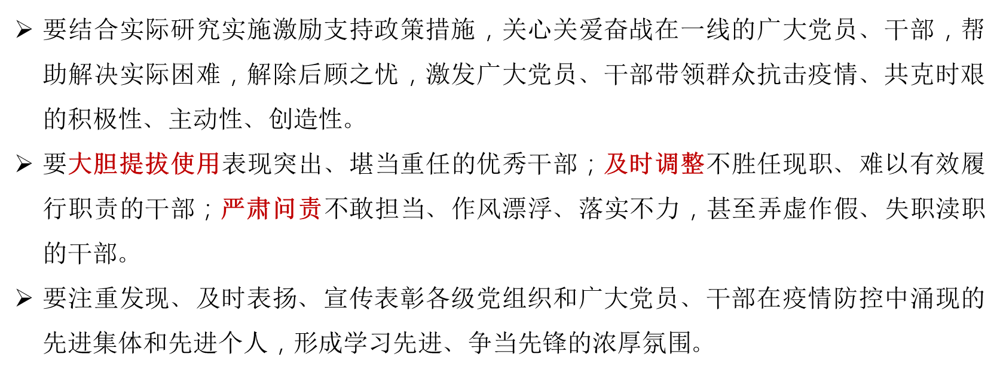 ➢ 要结合实际研究实施激励支持政策措施，关心关爱奋战在一线的广大党员、干部，帮
助解决实际困难，解除后顾之忧，激发广大党员、干部带领群众抗击疫情、共克时艰
的积极性、主动性、创造性。
➢ 要大胆提拔使用表现突出、堪当重任的优秀干部；及时调整不胜任现职、难以有效履
行职责的干部；严肃问责不敢担当、作风漂浮、落实不力，甚至弄虚作假、失职渎职
的干部。
➢ 要注重发现、及时表扬、宣传表彰各级党组织和广大党员、干部在疫情防控中涌现的
先进集体和先进个人，形成学习先进、争当先锋的浓厚氛围。